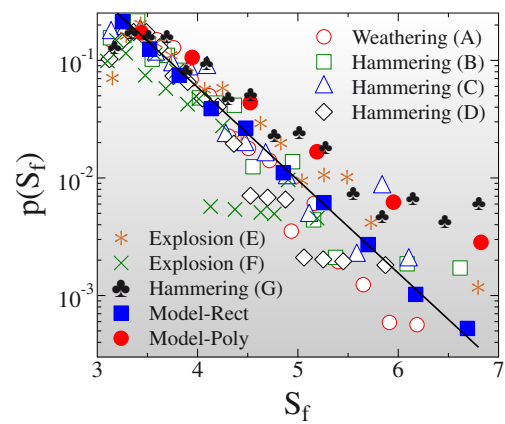 p(S_f)
10^-1
10^-2
10^-3
Weathering (A)
Hammering (B)
Hammering (C)
Hammering (D)
Explosion (E)
Explosion (F)
Hammering (G)
Model-Rect
Model-Poly
3 4 5 6 7
S_f